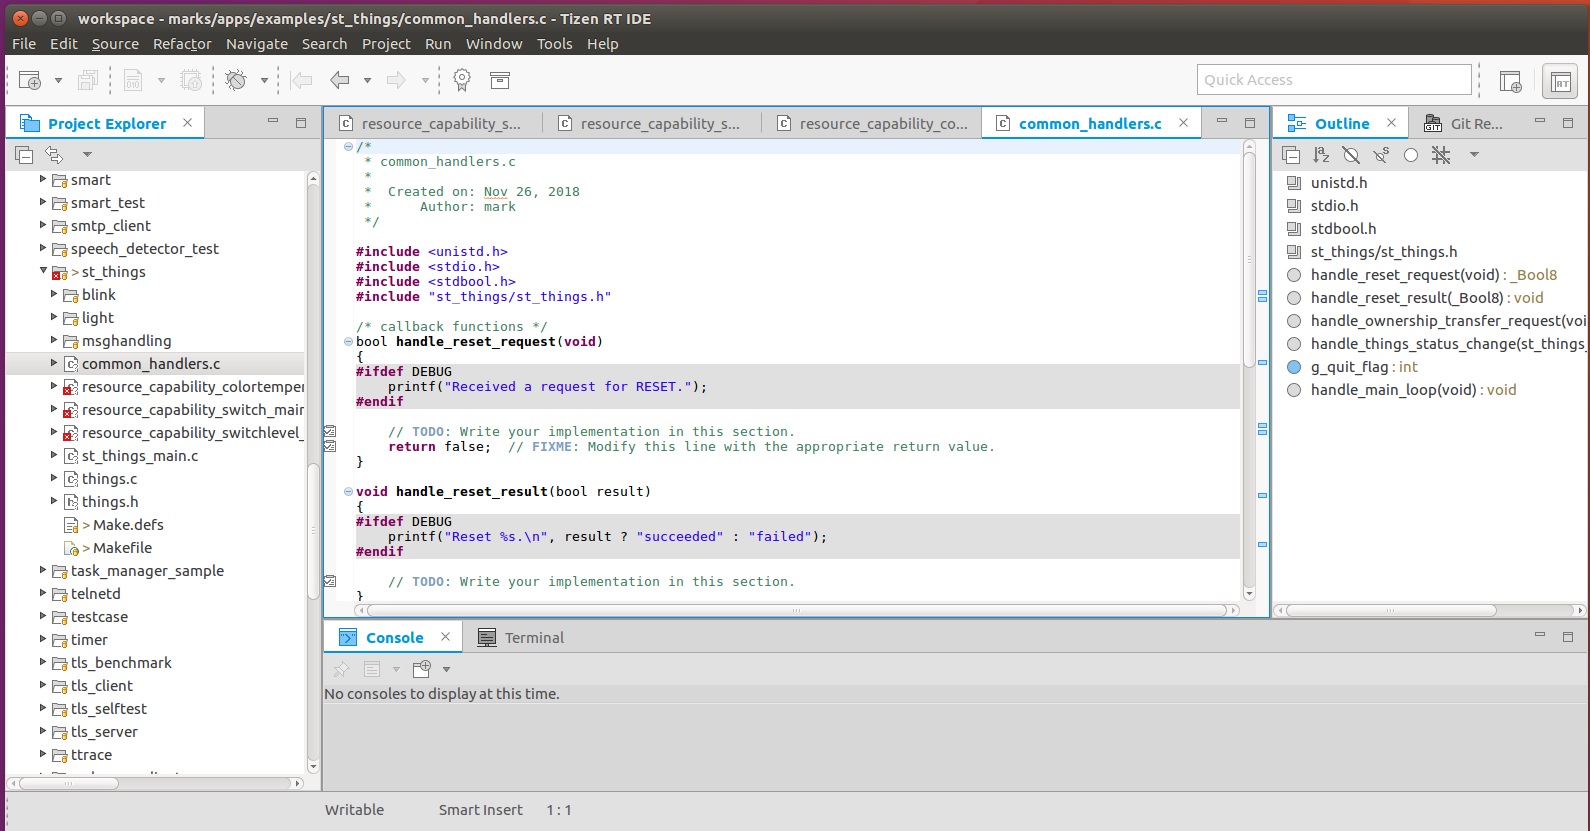 workspace - marks/apps/examples/st_things/common_handlers.c - Tizen RT IDE
File Edit Source Refactor Navigate Search Project Run Window Tools Help
Quick Access
Project Explorer
smart
smart_test
smtp_client
speech_detector_test
> st_things
blink
light
msghandling
common_handlers.c
resource_capability_colortemper
resource_capability_switch_mair
resource_capability_switchlevel_
st_things_main.c
things.c
things.h
> Make.defs
> Makefile
task_manager_sample
telnetd
testcase
timer
tls_benchmark
tls_client
tls_selftest
tls_server
ttrace
resource_capability_s...
resource_capability_s...
resource_capability_co...
common_handlers.c
/*
* common_handlers.c
*
*  Created on: Nov 26, 2018
*      Author: mark
*/
#include <unistd.h>
#include <stdio.h>
#include <stdbool.h>
#include "st_things/st_things.h"
/* callback functions */
bool handle_reset_request(void)
{
#ifdef DEBUG
printf("Received a request for RESET.");
#endif
// TODO: Write your implementation in this section.
return false;  // FIXME: Modify this line with the appropriate return value.
}
void handle_reset_result(bool result)
{
#ifdef DEBUG
printf("Reset %s.\n", result ? "succeeded" : "failed");
#endif
// TODO: Write your implementation in this section.
}
Outline
Git Re...
unistd.h
stdio.h
stdbool.h
st_things/st_things.h
handle_reset_request(void) : _Bool8
handle_reset_result(_Bool8) : void
handle_ownership_transfer_request(voi
handle_things_status_change(st_things_
g_quit_flag : int
handle_main_loop(void) : void
Console
Terminal
No consoles to display at this time.
Writable Smart Insert 1 : 1